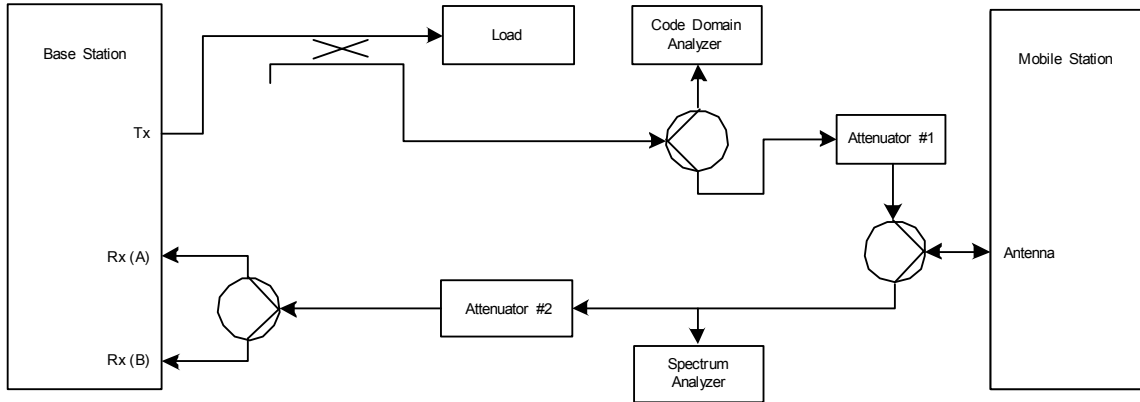 Base Station
Load
Code Domain
Analyzer
Mobile Station
Tx
Attenuator #1
Rx (A)
Antenna
Attenuator #2
Rx (B)
Spectrum
Analyzer